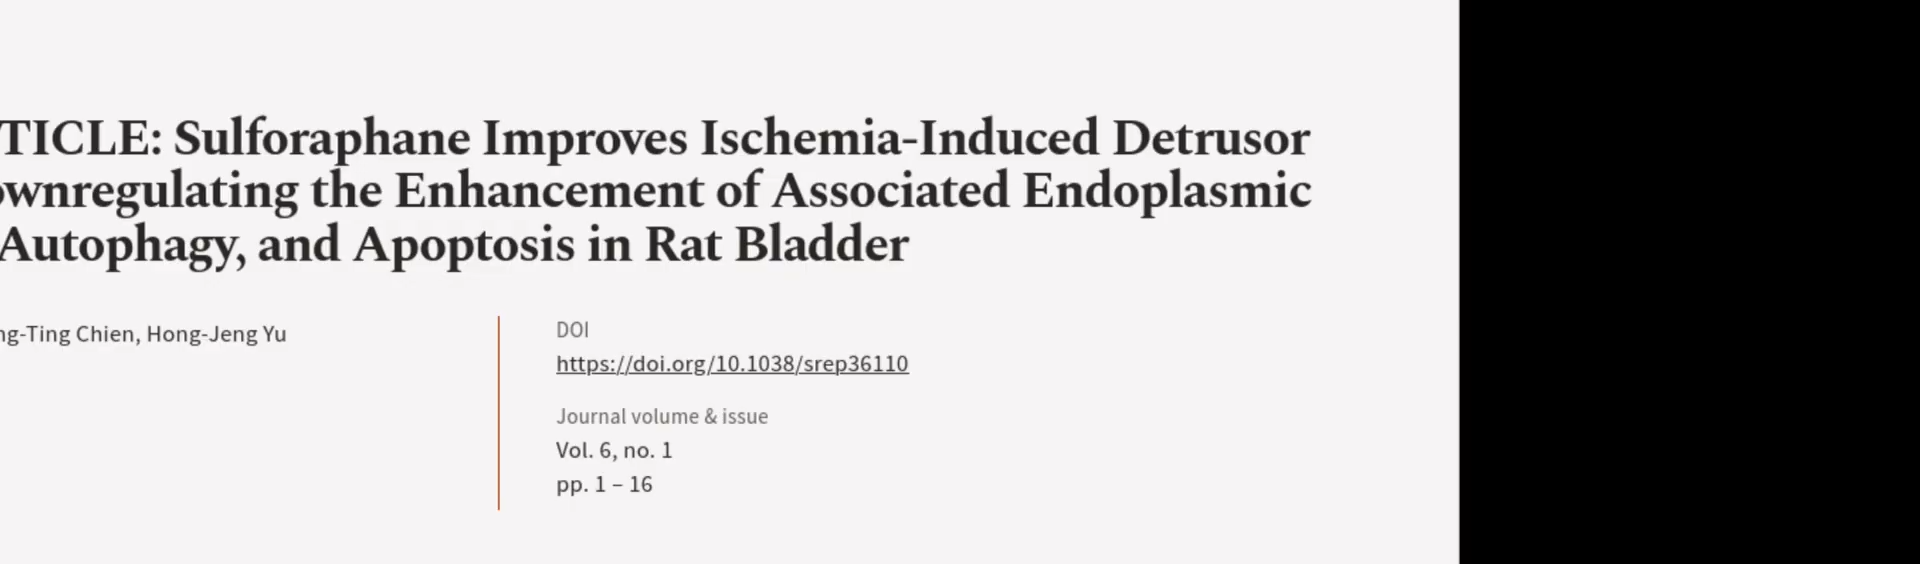 TICLE: Sulforaphane Improves Ischemia-Induced Detrusor
ownregulating the Enhancement of Associated Endoplasmic
Autophagy, and Apoptosis in Rat Bladder
ng-Ting Chien, Hong-Jeng Yu
DOI
https://doi.org/10.1038/srep36110
Journal volume & issue
Vol. 6, no. 1
pp. 1 – 16